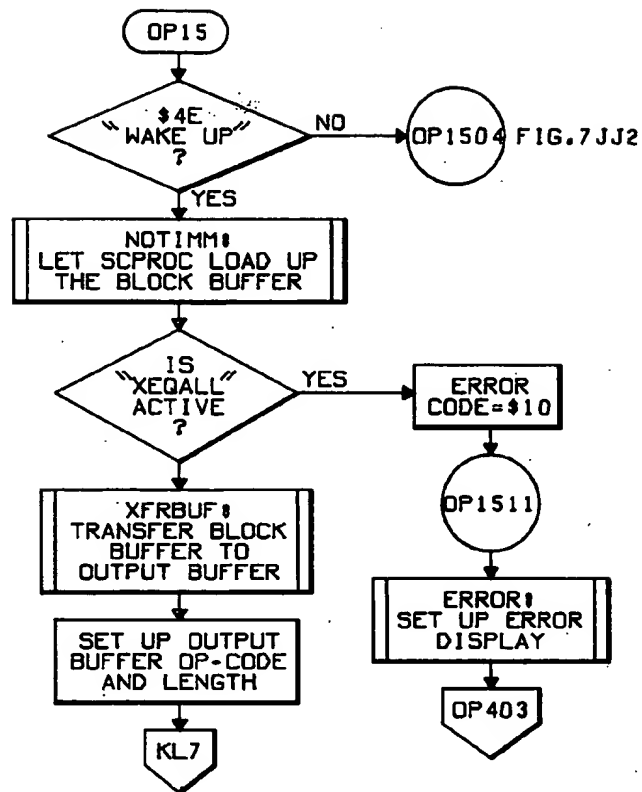 OP15
$4E
"WAKE UP"
?
NO
OP1504 FIG.7JJ2
YES
NOTIMM:
LET SCPROC LOAD UP
THE BLOCK BUFFER
IS
"XEQALL"
ACTIVE
?
YES
ERROR
CODE=$10
OP1511
XFRBUF:
TRANSFER BLOCK
BUFFER TO
OUTPUT BUFFER
ERROR:
SET UP ERROR
DISPLAY
SET UP OUTPUT
BUFFER OP-CODE
AND LENGTH
OP403
KL7